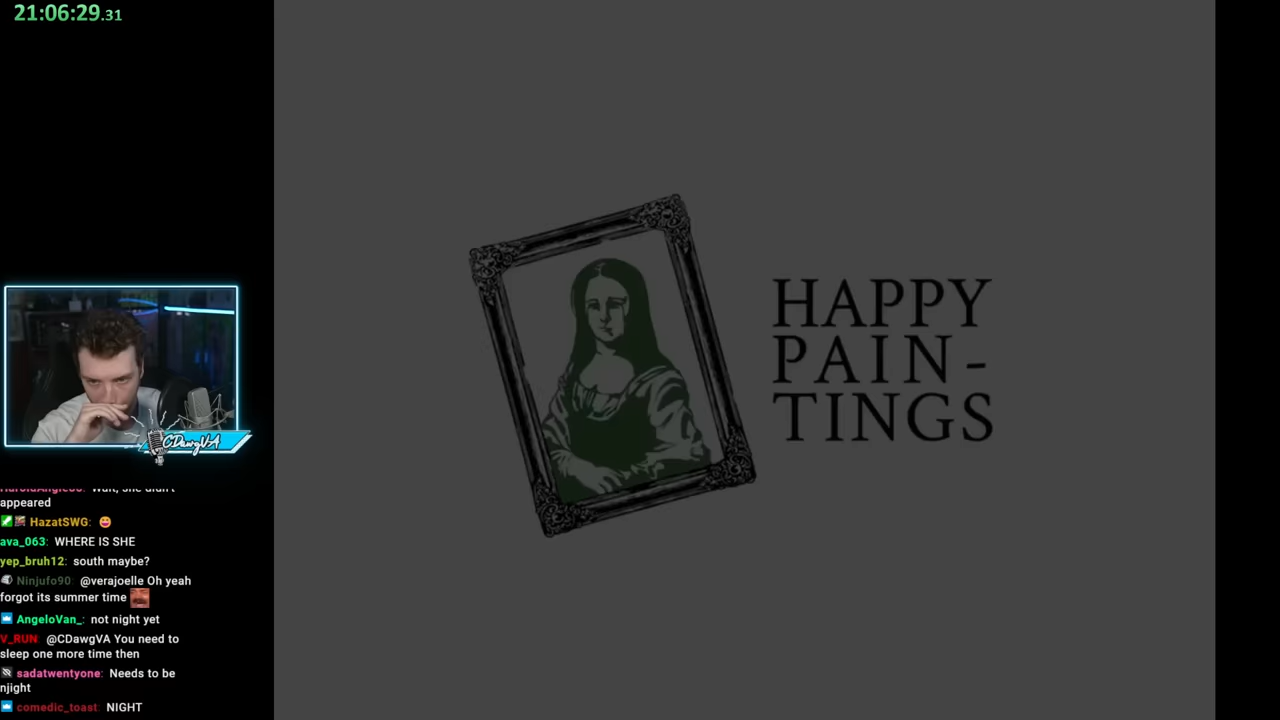 21:06:29.31
HAPPY
PAIN-
TINGS
CDawgVA
appeared
HazatSWG:
ava_063: WHERE IS SHE
yep_bruh12: south maybe?
Ninjufo90: @verajoelle Oh yeah
forgot its summer time
AngeloVan_: not night yet
V_RUN: @CDawgVA You need to
sleep one more time then
sadatwentyone: Needs to be
njight
comedic_toast: NIGHT